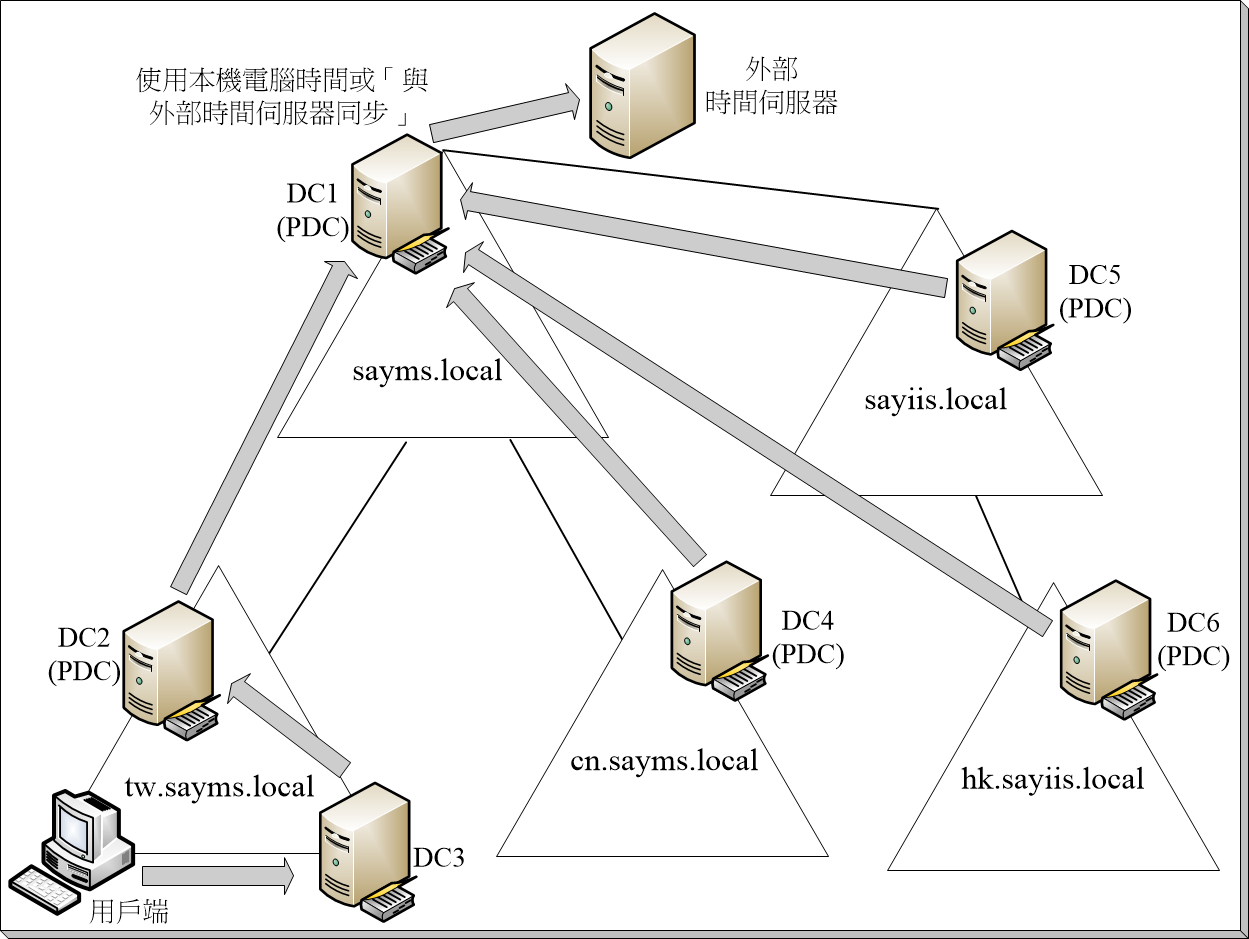 使用本機電腦時間或「與
外部時間伺服器同步」
外部
時間伺服器
DC1
(PDC)
DC5
(PDC)
sayms.local
sayiis.local
DC2
(PDC)
DC4
(PDC)
DC6
(PDC)
tw.sayms.local
cn.sayms.local
hk.sayiis.local
DC3
用戶端